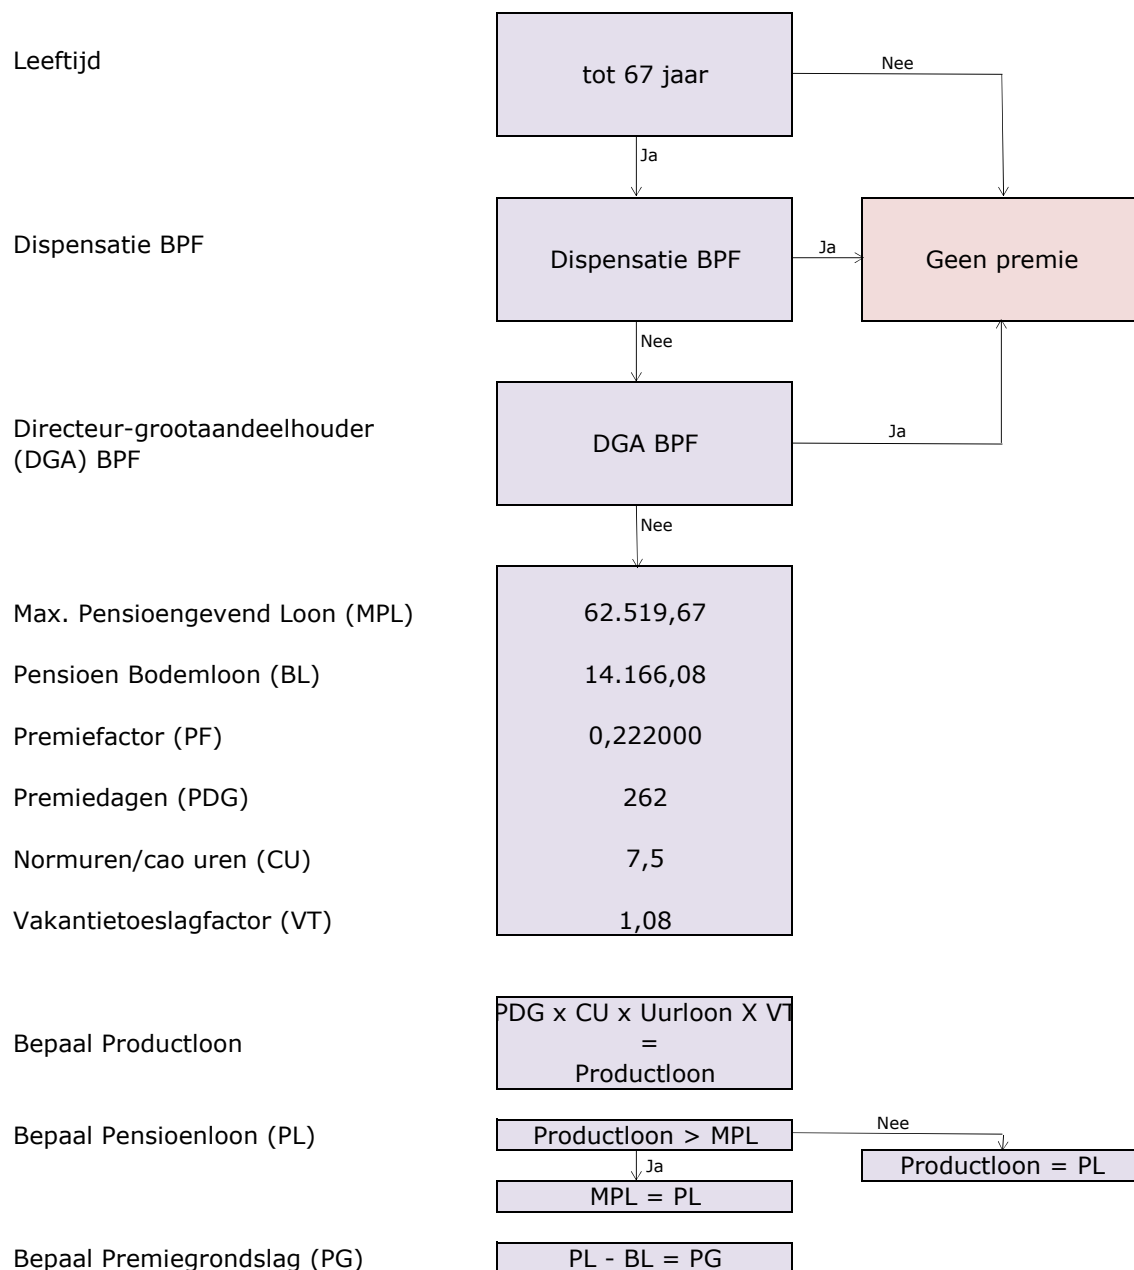 Leeftijd
tot 67 jaar
Nee
Ja
Dispensatie BPF
Dispensatie BPF
Ja
Geen premie
Nee
Directeur-grootaandeelhouder
(DGA) BPF
DGA BPF
Ja
Nee
Max. Pensioengevend Loon (MPL)
62.519,67
Pensioen Bodemloon (BL)
14.166,08
Premiefactor (PF)
0,222000
Premiedagen (PDG)
262
Normuren/cao uren (CU)
7,5
Vakantietoeslagfactor (VT)
1,08
Bepaal Productloon
PDG x CU x Uurloon X VT
=
Productloon
Bepaal Pensioenloon (PL)
Productloon > MPL
Nee
Productloon = PL
Ja
MPL = PL
Bepaal Premiegrondslag (PG)
PL - BL = PG